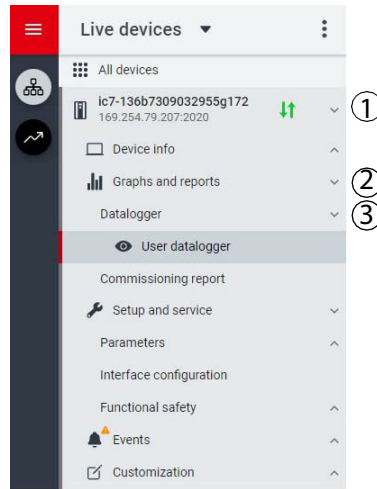 Live devices
All devices
ic7-136b7309032955g172
169.254.79.207:2020
1
Device info
Graphs and reports
2
Datalogger
3
User datalogger
Commissioning report
Setup and service
Parameters
Interface configuration
Functional safety
Events
Customization